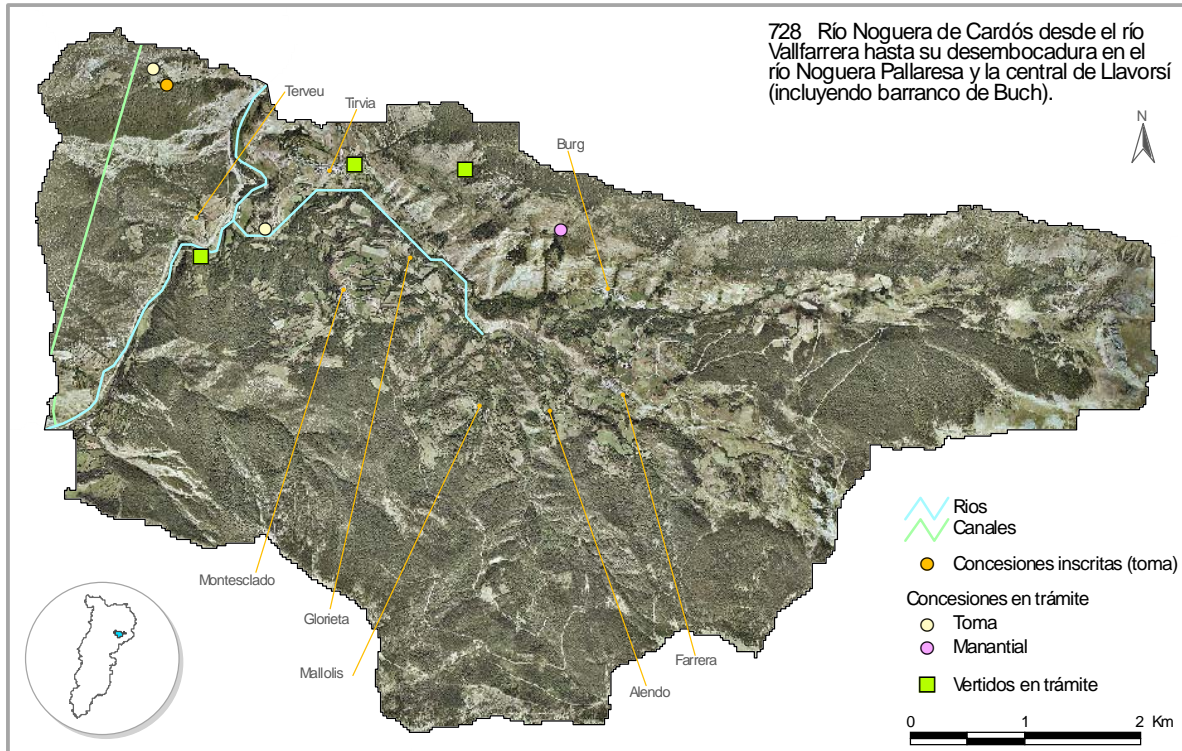 728 Río Noguera de Cardós desde el río
Vallfarrera hasta su desembocadura en el
río Noguera Pallaresa y la central de Llavorsí
(incluyendo barranco de Buch).
N
Terveu
Tirvia
Burg
Montesclado
Glorieta
Mallolis
Alendo
Farrera
Rios
Canales
Concesiones inscritas (toma)
Concesiones en trámite
Toma
Manantial
Vertidos en trámite
0 1 2 Km